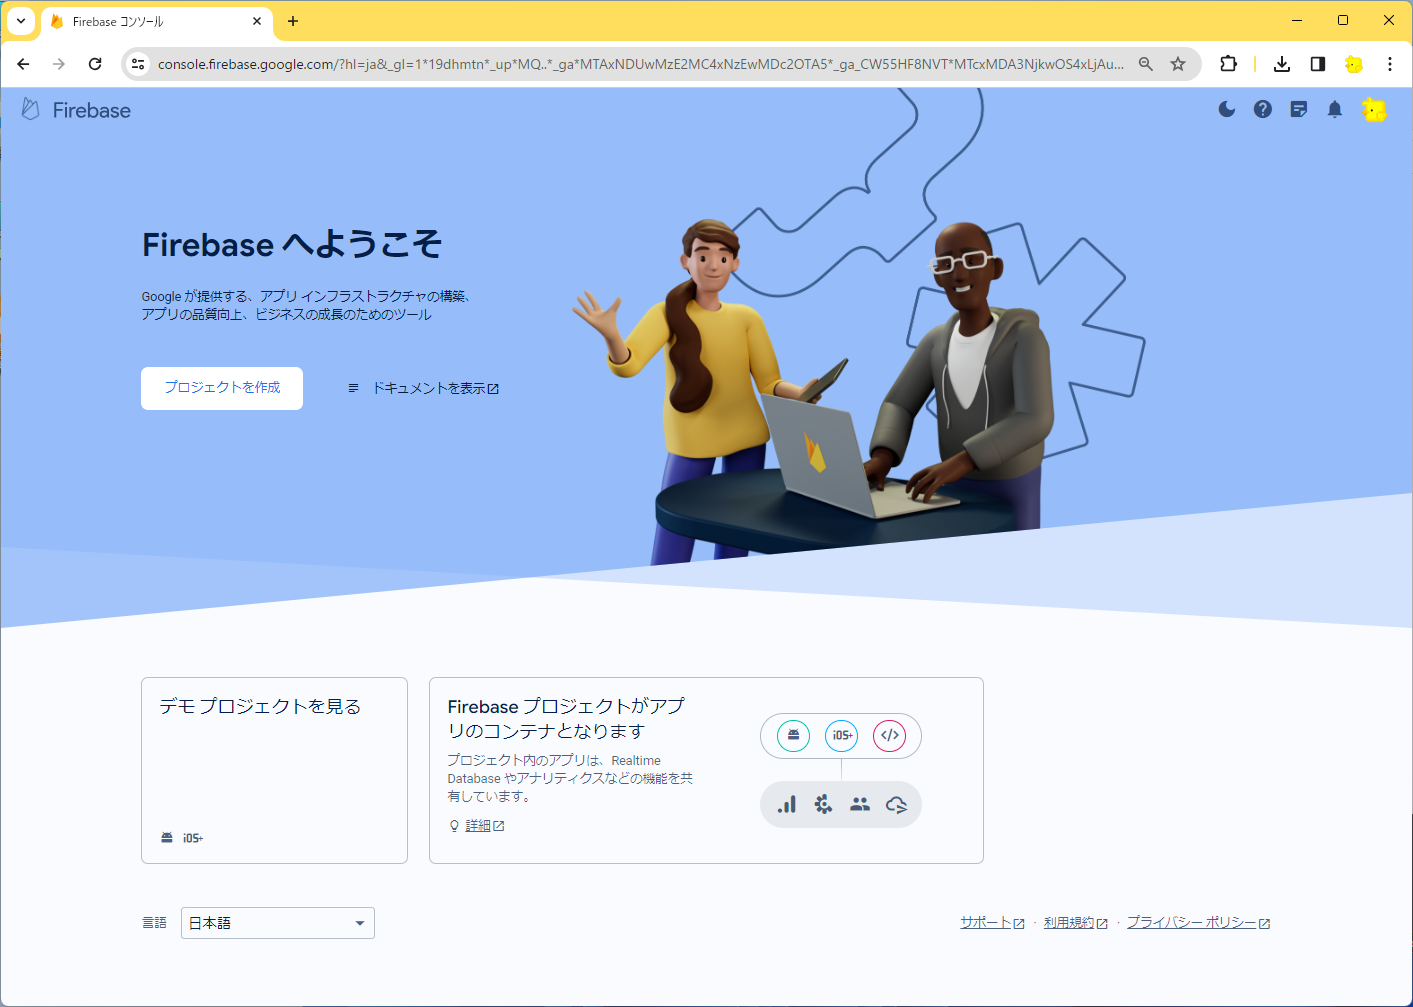 Firebase コンソール
console.firebase.google.com/?hl=ja&_gl=1*19dhmtn*_up*MQ..*_ga*MTAxNDUwMzE2MC4xNzEwMDc2OTA5*_ga_CW55HF8NVT*MTcxMDA3NjkwOS4xLjAu...
Firebase
Firebase へようこそ
Google が提供する、アプリ インフラストラクチャの構築、
アプリの品質向上、ビジネスの成長のためのツール
プロジェクトを作成
ドキュメントを表示
デモ プロジェクトを見る
iOS+
Firebase プロジェクトがアプ
リのコンテナとなります
プロジェクト内のアプリは、Realtime
Database やアナリティクスなどの機能を共
有しています。
詳細
iOS+ </>
言語 日本語
サポート · 利用規約 · プライバシー ポリシー